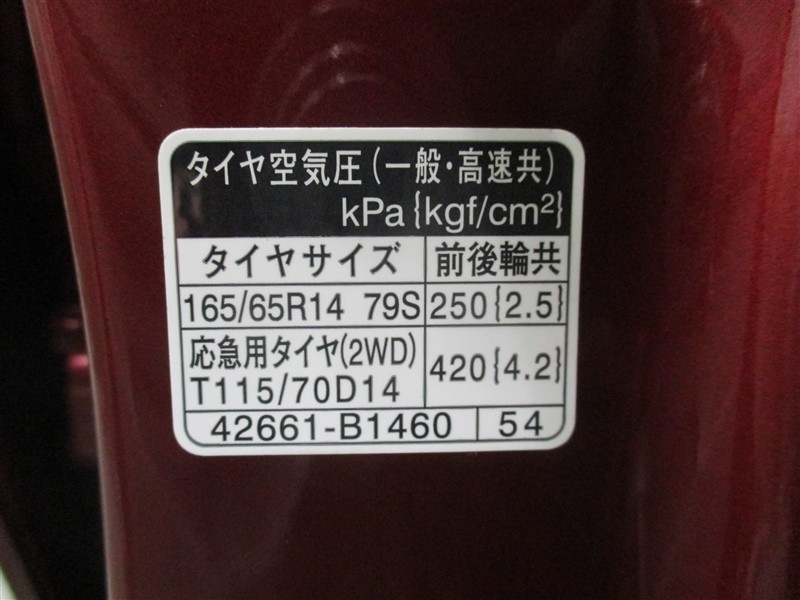 タイヤ空気圧(一般・高速共)
kPa{kgf/cm²}
タイヤサイズ 前後輪共
165/65R14 79S 250{2.5}
応急用タイヤ(2WD)
T115/70D14 420{4.2}
42661-B1460 54